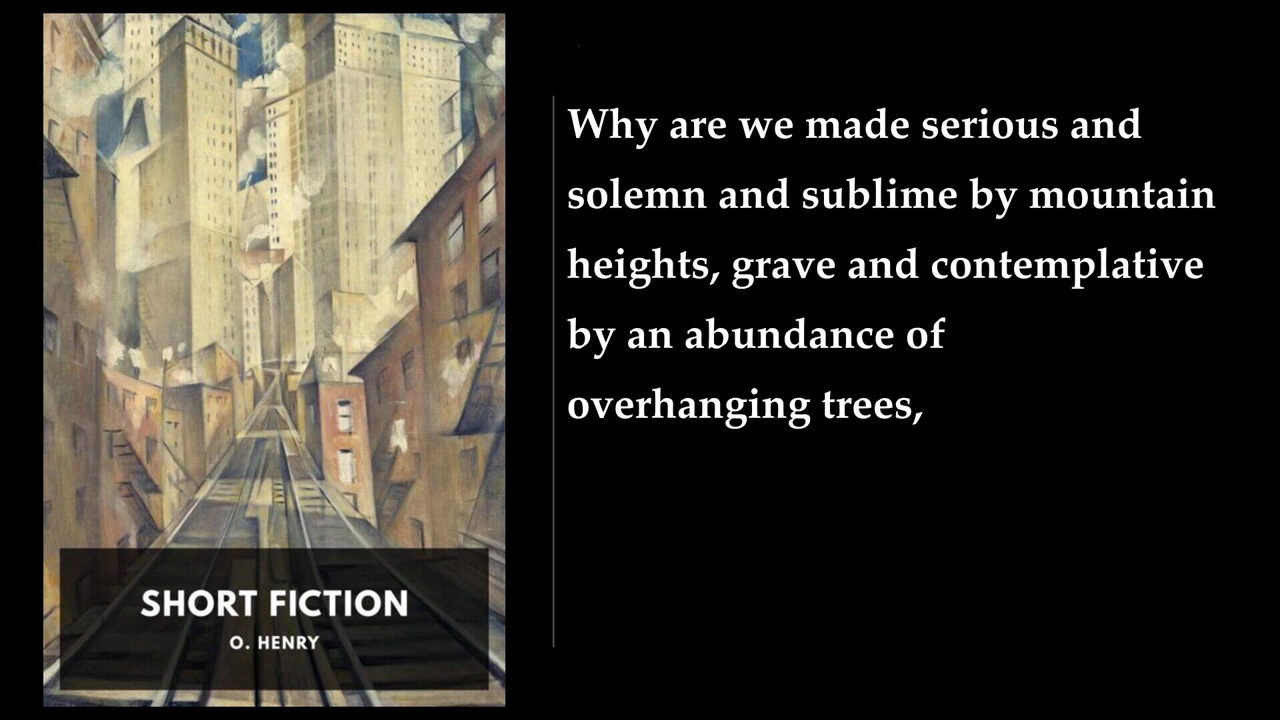 Why are we made serious and
solemn and sublime by mountain
heights, grave and contemplative
by an abundance of
overhanging trees,
SHORT FICTION
O. HENRY